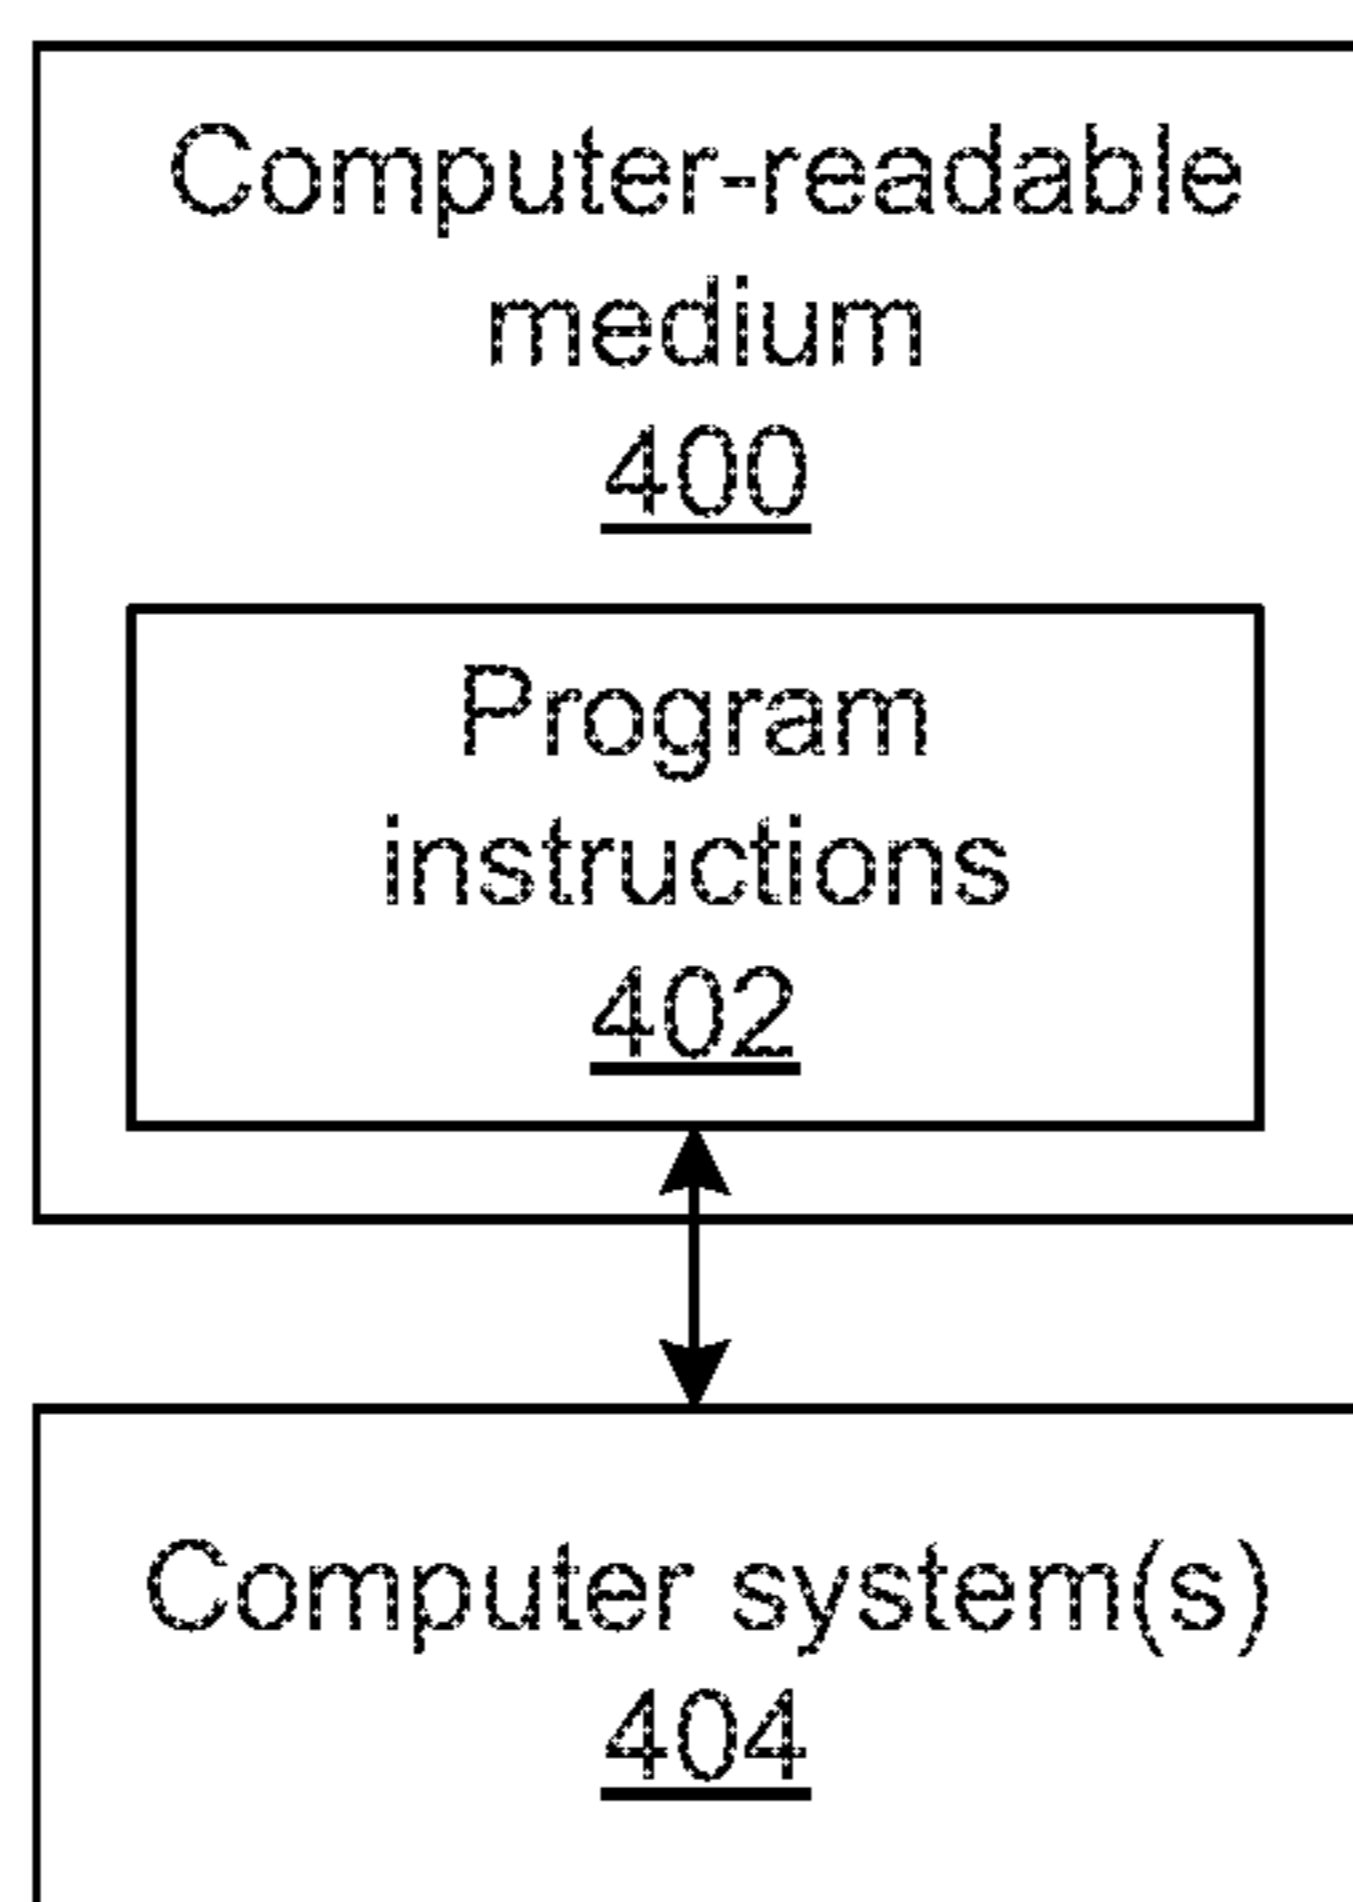 Computer-readable
medium
400
Program
instructions
402
Computer system(s)
404